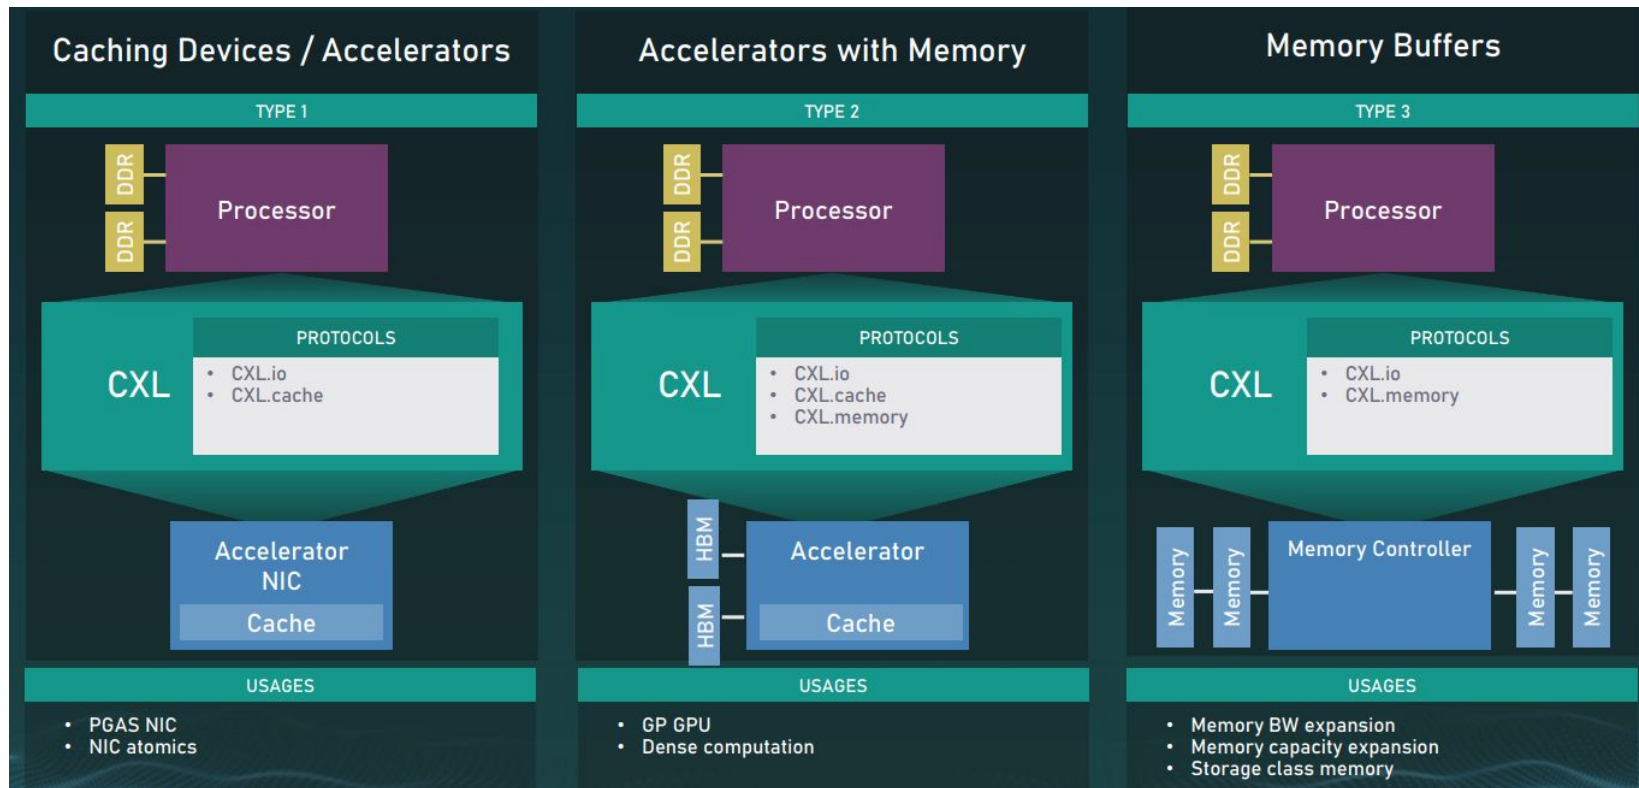 Caching Devices / Accelerators
TYPE 1
DDR
DDR
Processor
CXL
PROTOCOLS
• CXL.io
• CXL.cache
Accelerator
NIC
Cache
USAGES
• PGAS NIC
• NIC atomics
Accelerators with Memory
TYPE 2
DDR
DDR
Processor
CXL
PROTOCOLS
• CXL.io
• CXL.cache
• CXL.memory
HBM
HBM
Accelerator
Cache
USAGES
• GP GPU
• Dense computation
Memory Buffers
TYPE 3
DDR
DDR
Processor
CXL
PROTOCOLS
• CXL.io
• CXL.memory
Memory
Memory
Memory Controller
Memory
Memory
USAGES
• Memory BW expansion
• Memory capacity expansion
• Storage class memory